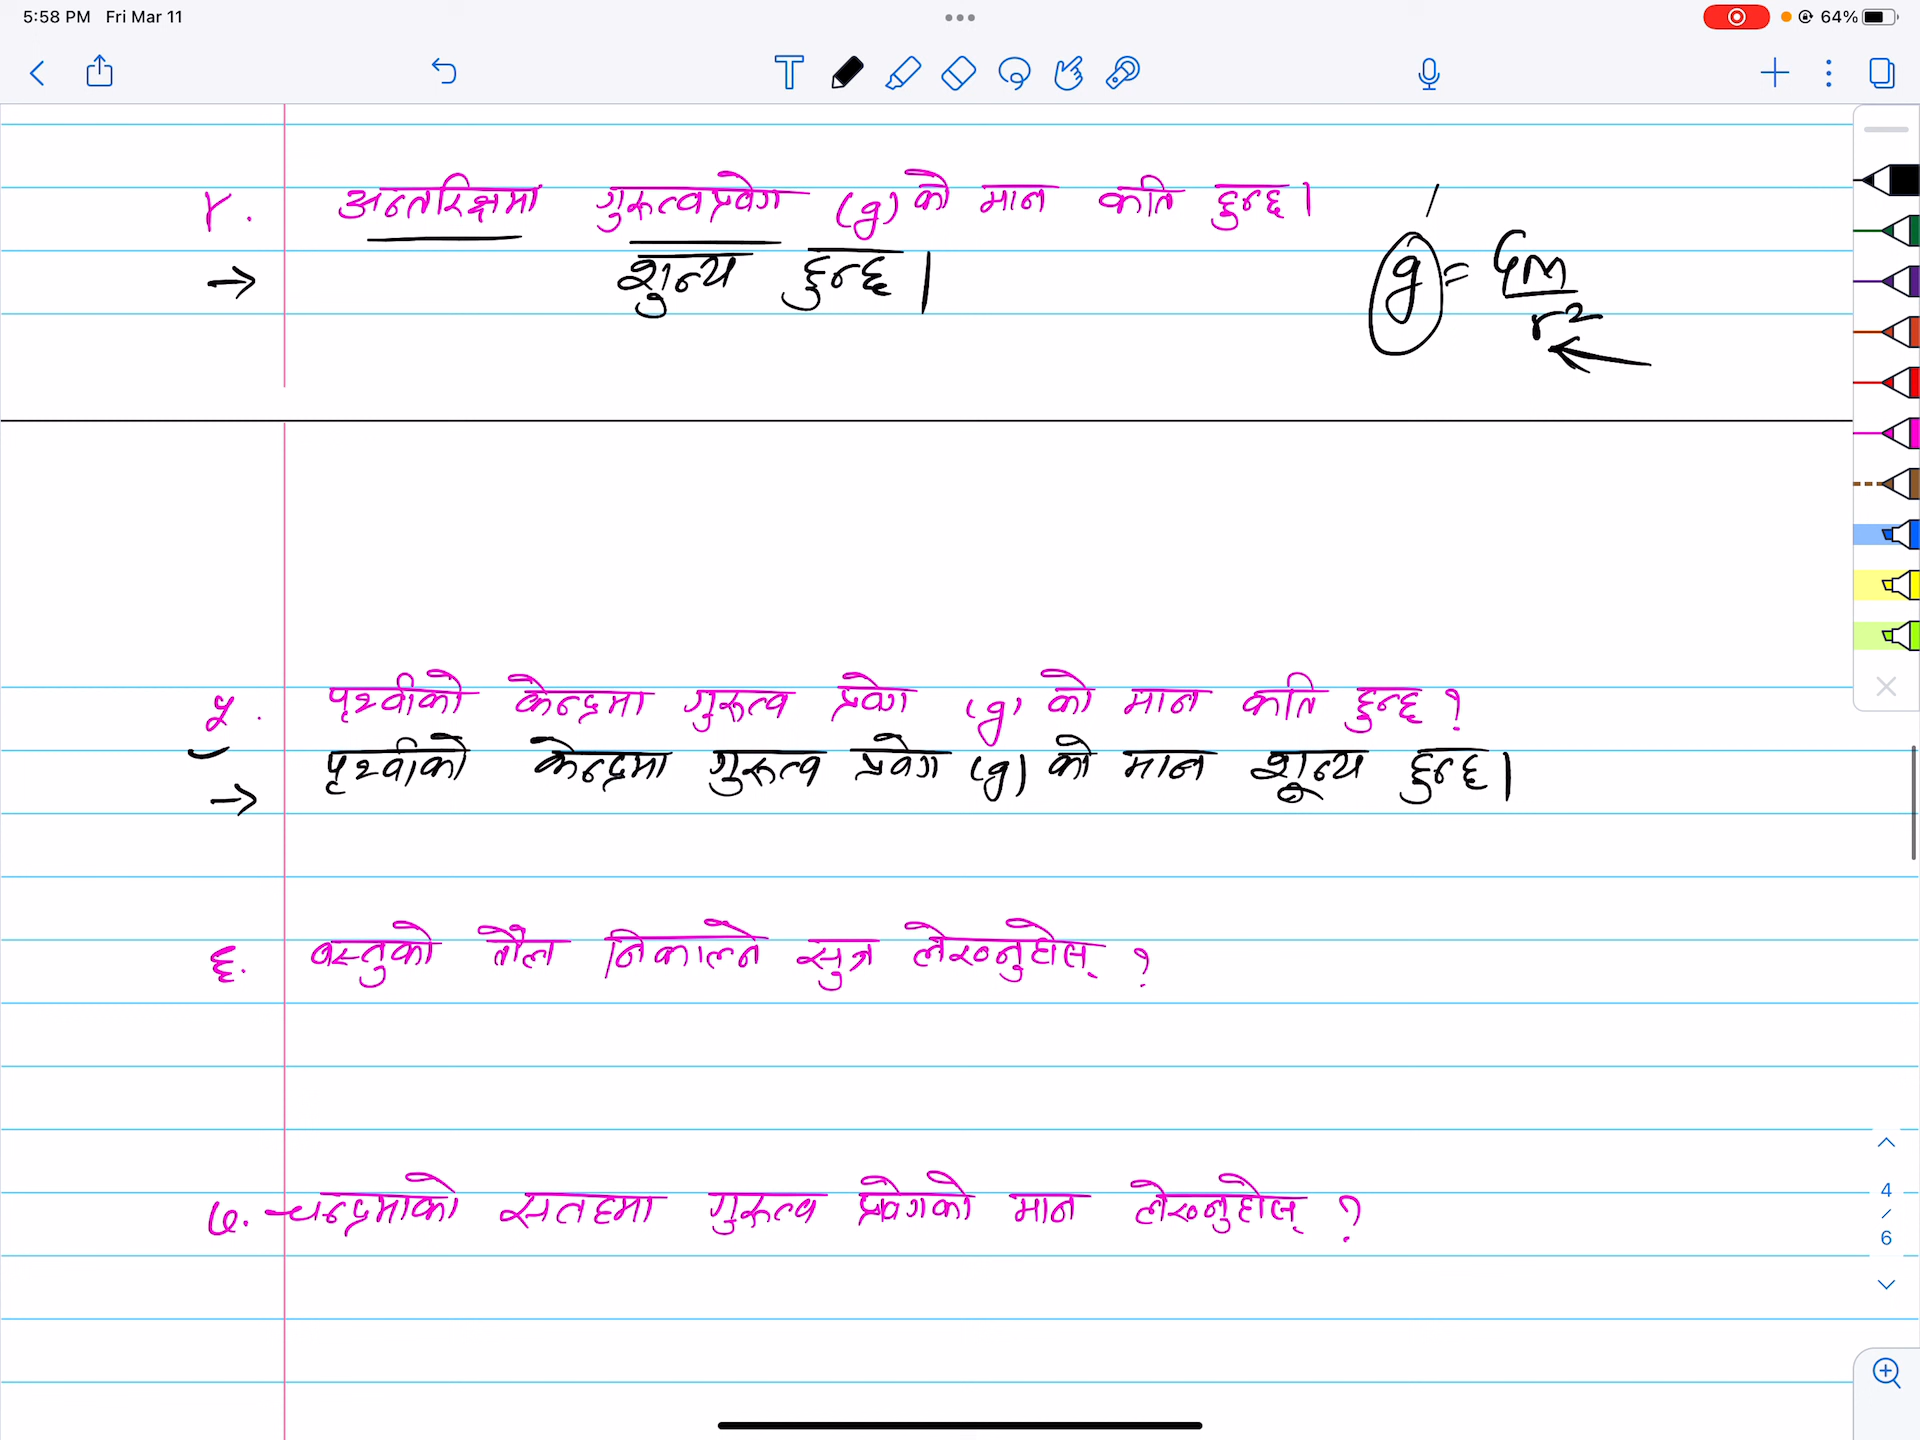 5:58 PM Fri Mar 11
64%
४. अन्तरिक्षमा गुरुत्वप्रवेग (g) को मान कति हुन्छ।
→ शुन्य हुन्छ।
g = GM
r²
५. पृथ्वीको केन्द्रमा गुरुत्व प्रवेग (g) को मान कति हुन्छ ?
→ पृथ्वीको केन्द्रमा गुरुत्व प्रवेग (g) को मान शून्य हुन्छ।
६. वस्तुको तौल निकाल्ने सुत्र लेख्नुहोस् ?
७. चन्द्रमाको सतहमा गुरुत्व प्रवेगको मान लेख्नुहोस् ?
4
/
6